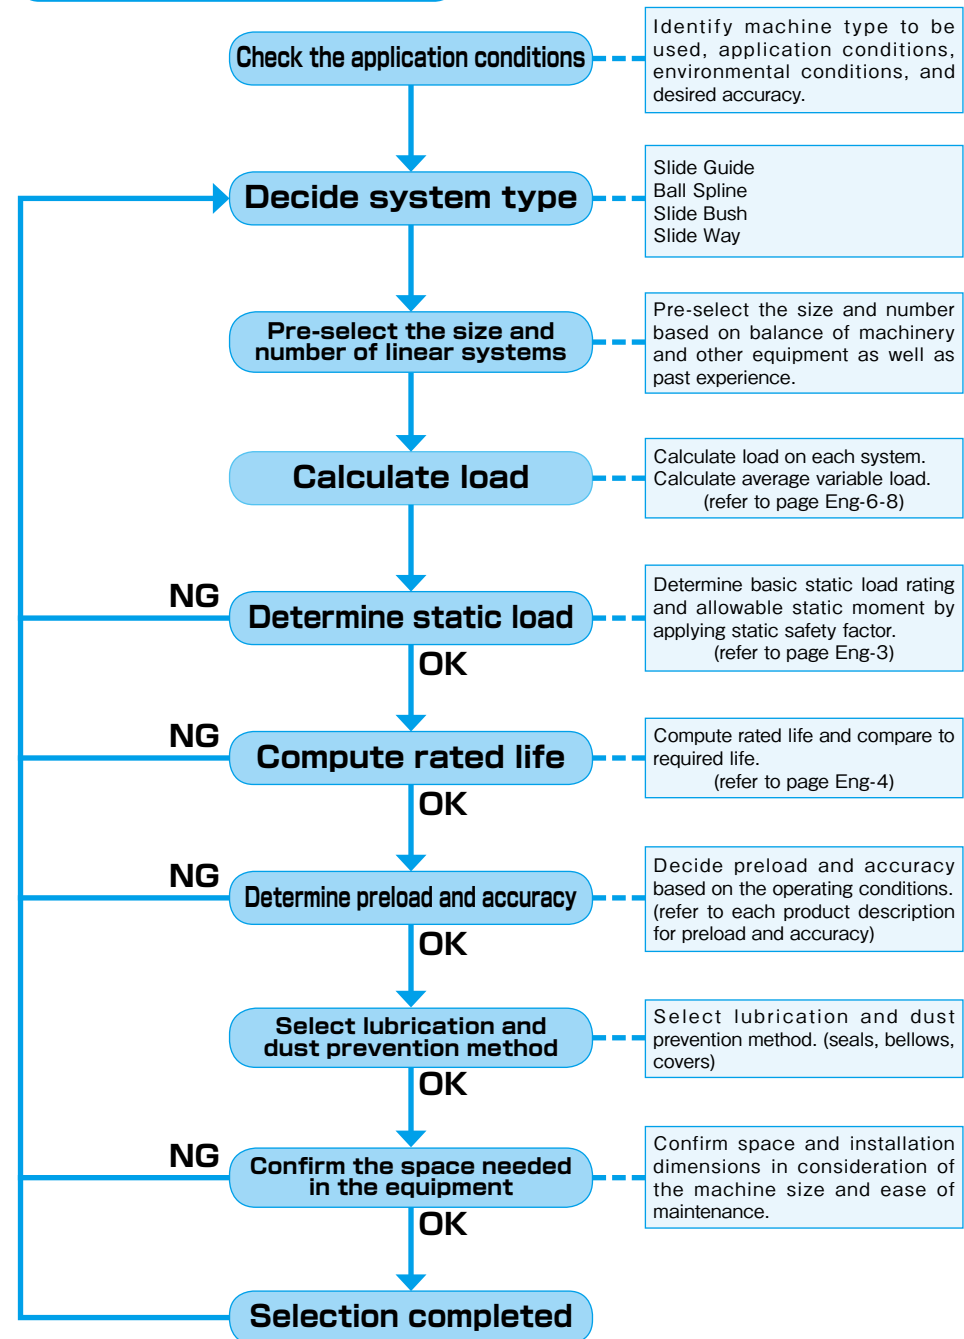 Check the application conditions
Identify machine type to be
used, application conditions,
environmental conditions, and
desired accuracy.
Decide system type
Slide Guide
Ball Spline
Slide Bush
Slide Way
Pre-select the size and
number of linear systems
Pre-select the size and number
based on balance of machinery
and other equipment as well as
past experience.
Calculate load
Calculate load on each system.
Calculate average variable load.
(refer to page Eng-6-8)
NG
Determine static load
OK
Determine basic static load rating
and allowable static moment by
applying static safety factor.
(refer to page Eng-3)
NG
Compute rated life
OK
Compute rated life and compare to
required life.
(refer to page Eng-4)
NG
Determine preload and accuracy
OK
Decide preload and accuracy
based on the operating conditions.
(refer to each product description
for preload and accuracy)
Select lubrication and
dust prevention method
OK
Select lubrication and dust
prevention method. (seals, bellows,
covers)
NG
Confirm the space needed
in the equipment
OK
Confirm space and installation
dimensions in consideration of
the machine size and ease of
maintenance.
Selection completed